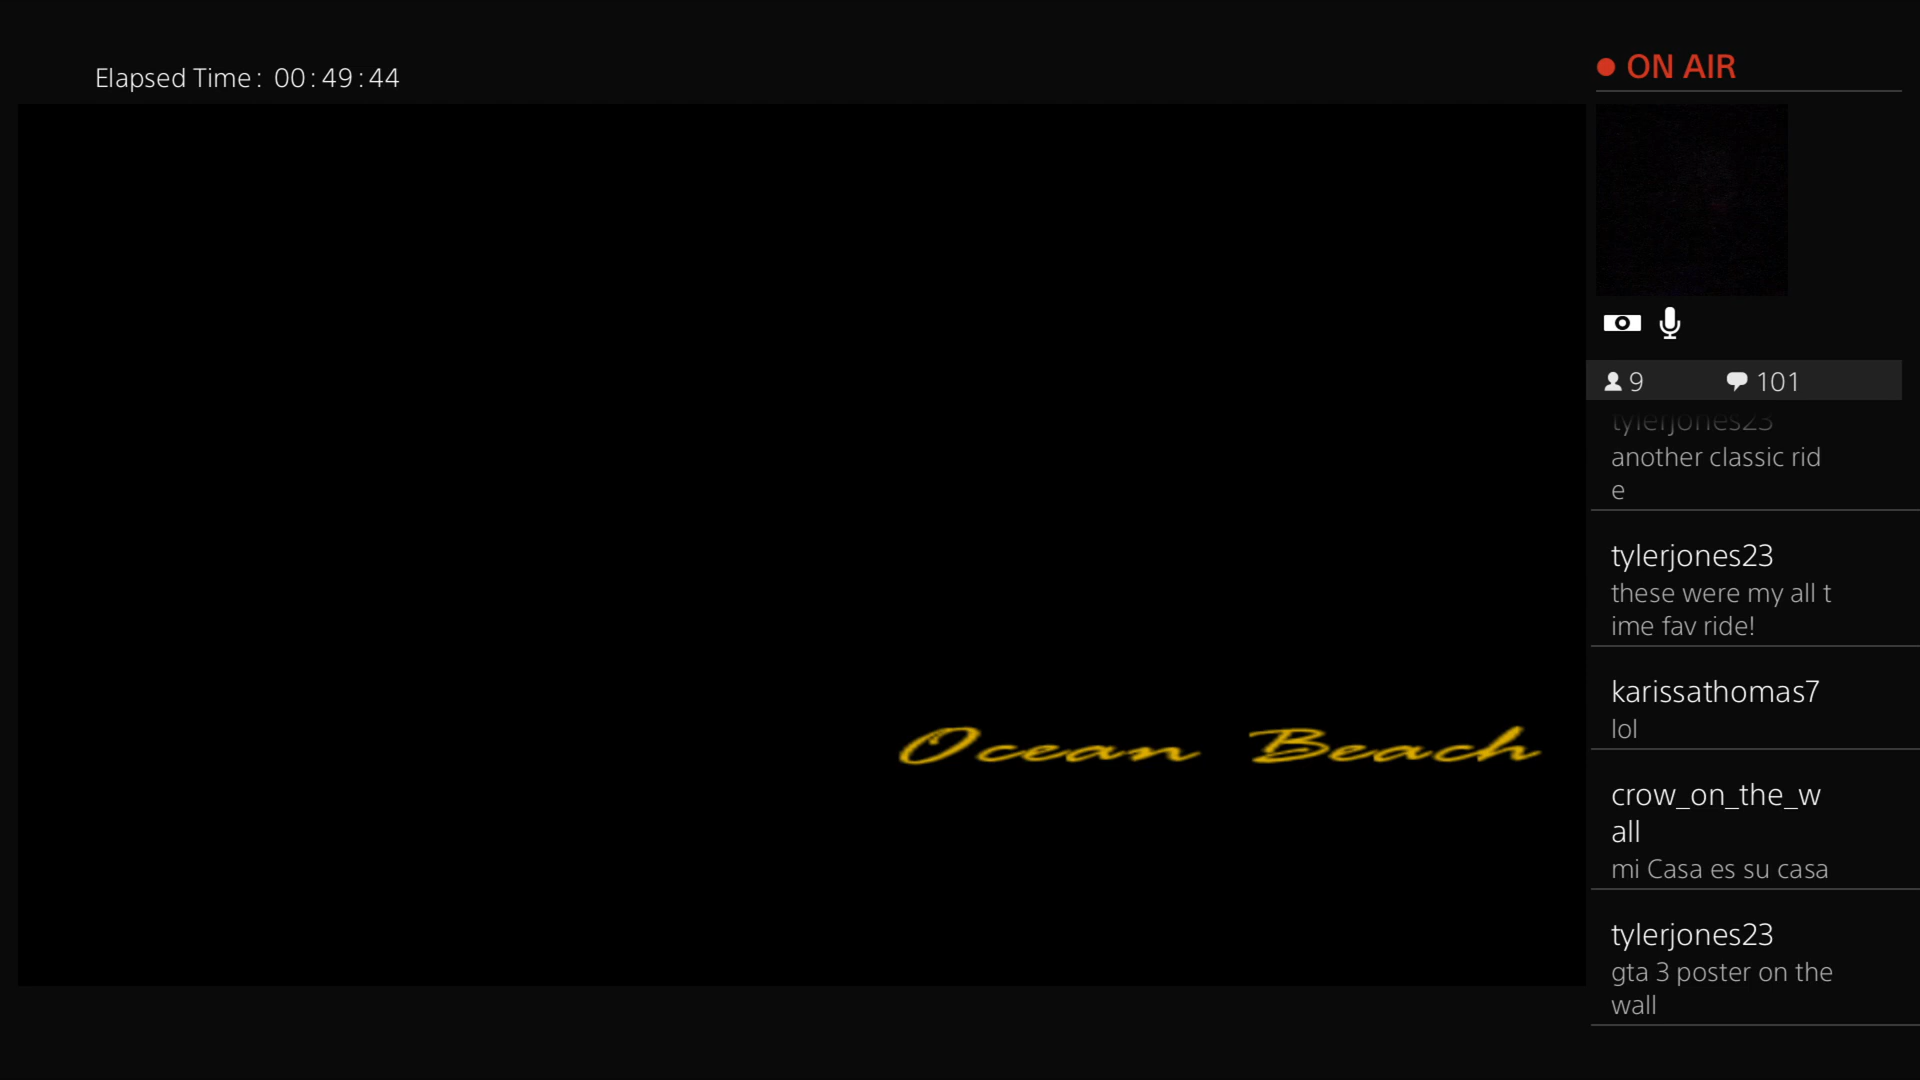 Elapsed Time: 00:49:44
ON AIR
9 101
tylerjones23
another classic rid
e
tylerjones23
these were my all t
ime fav ride!
karissathomas7
lol
Ocean Beach
crow_on_the_w
all
mi Casa es su casa
tylerjones23
gta 3 poster on the
wall